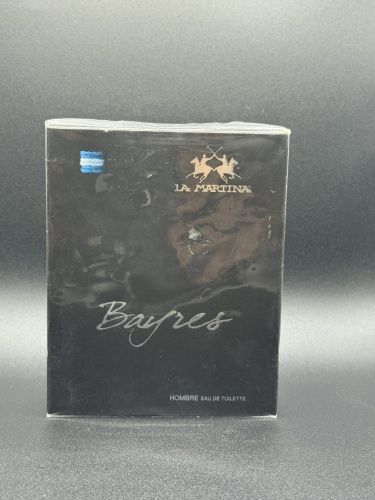 LA MARTINA
Bayres
HOMBRE EAU DE TOILETTE